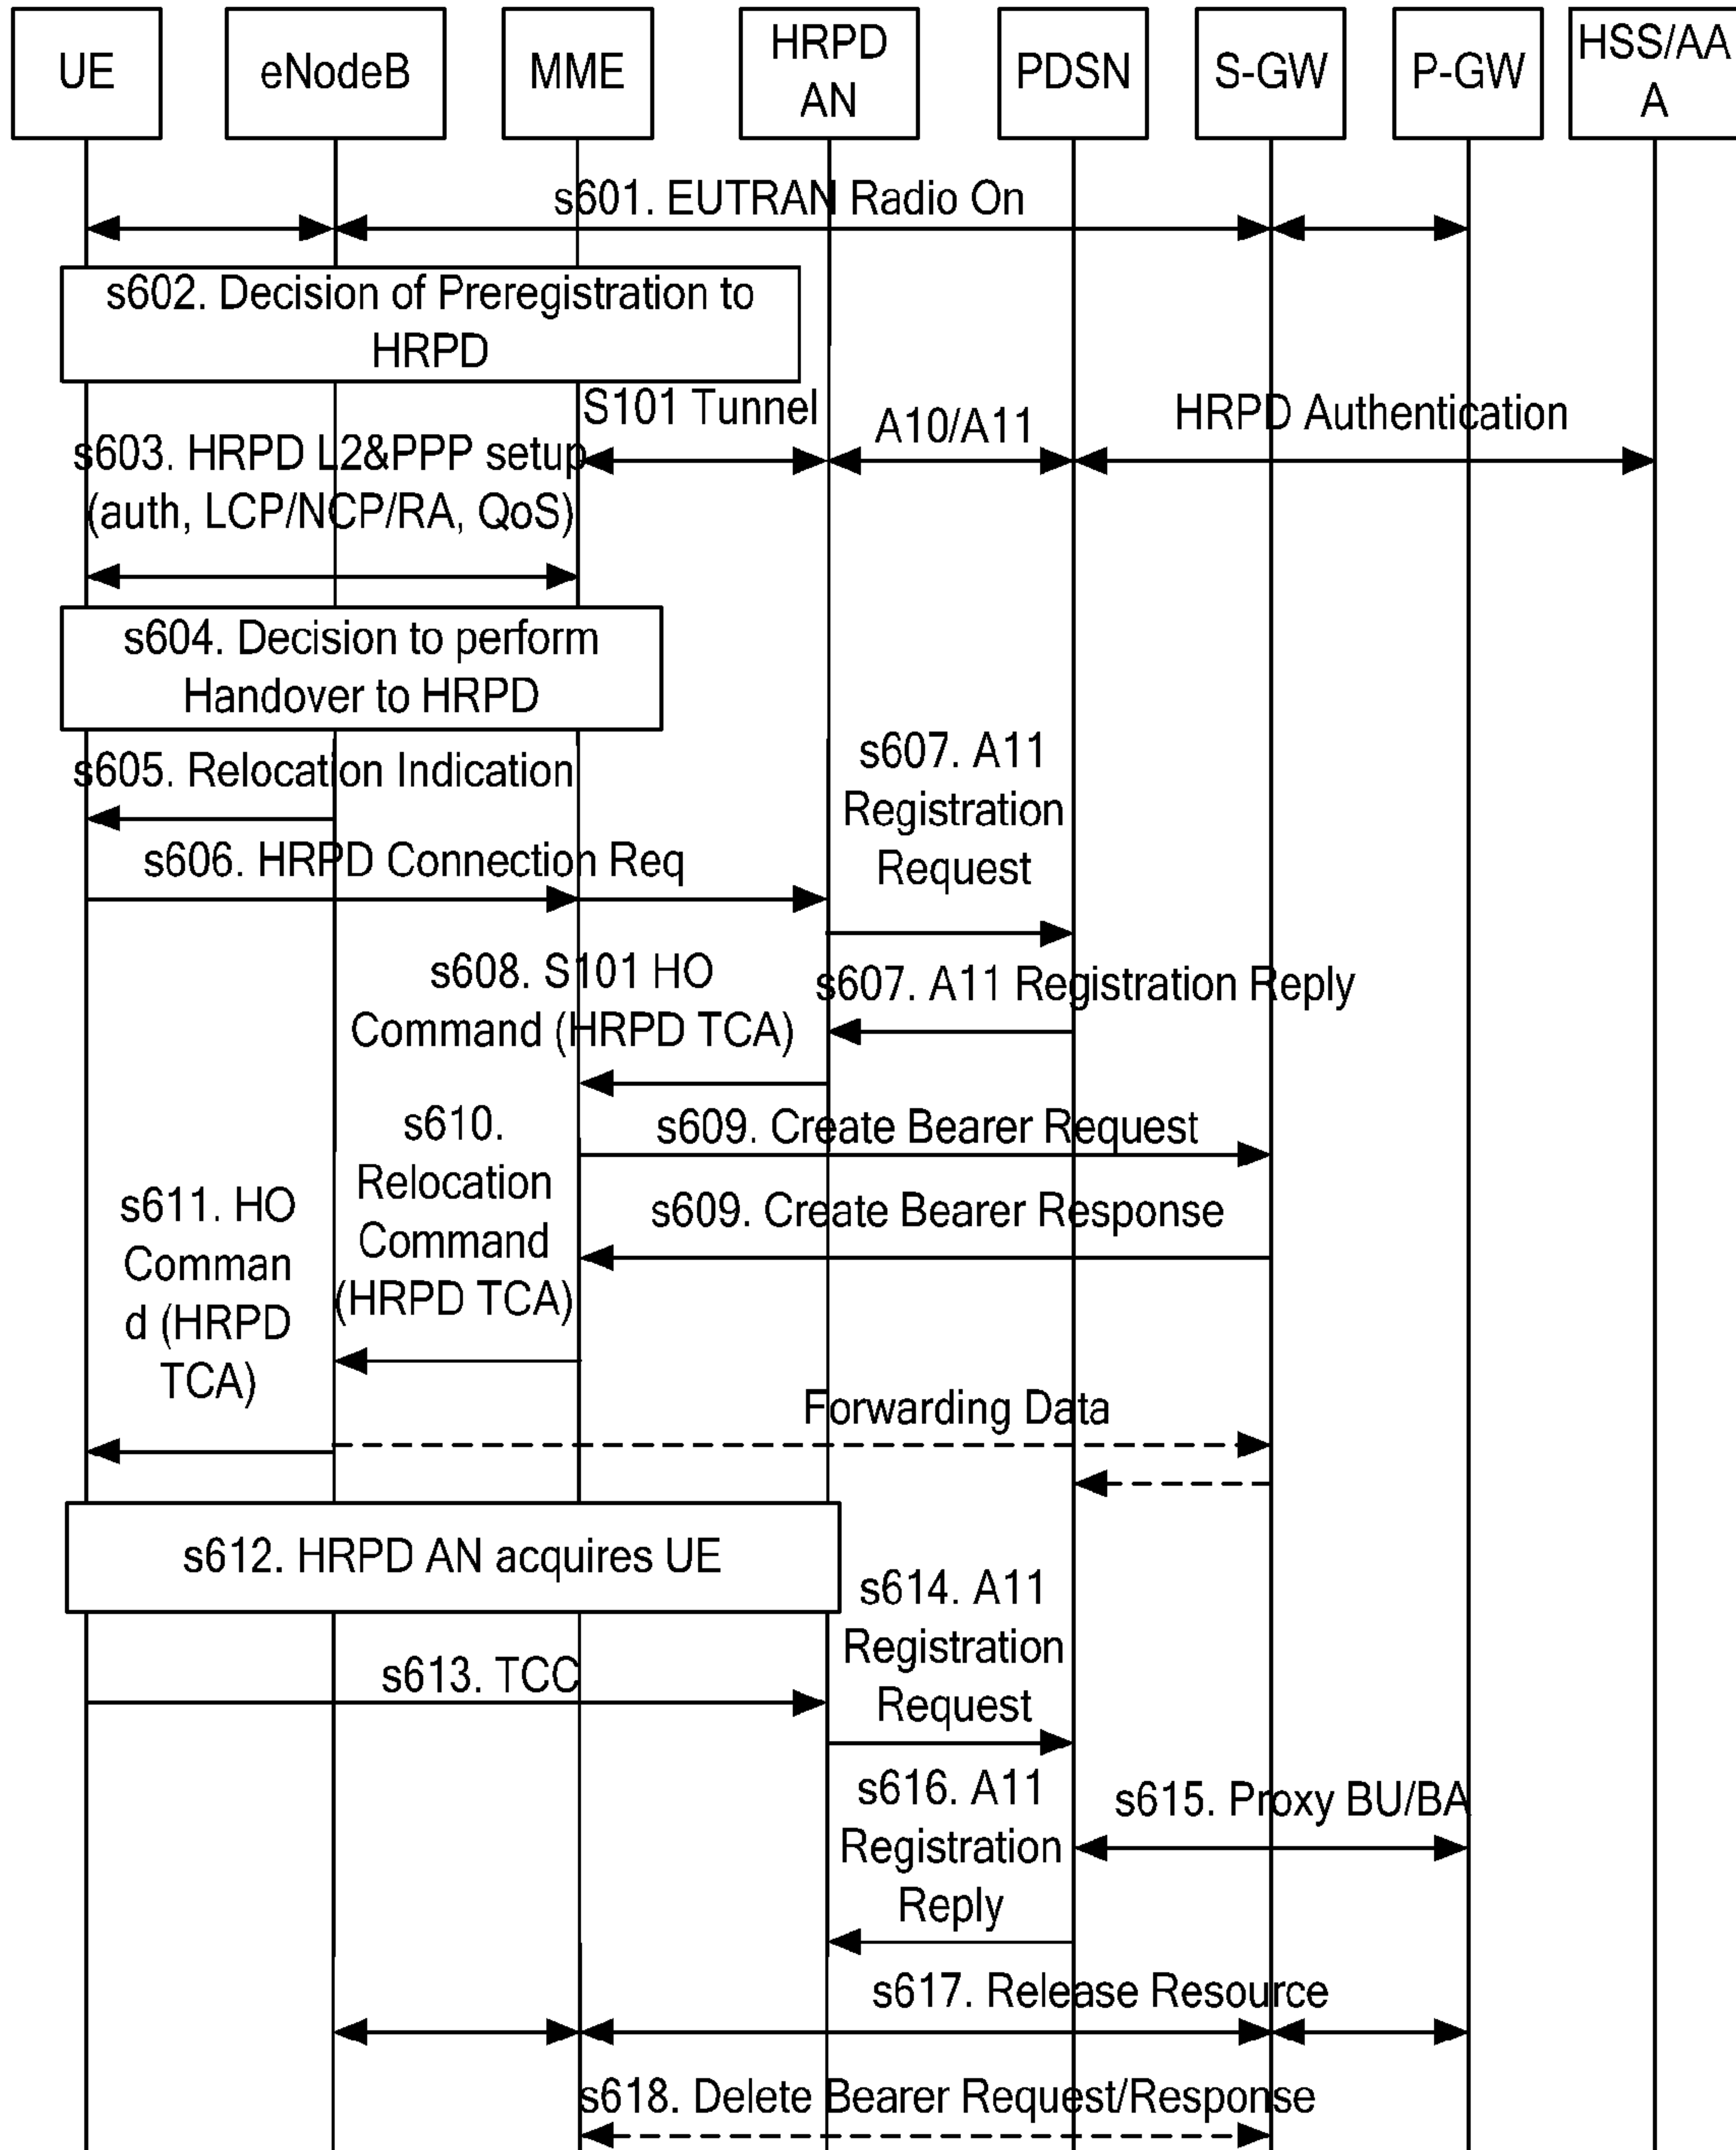 UE
eNodeB
MME
HRPD
AN
PDSN
S-GW
P-GW
HSS/AA
A
s601. EUTRAN Radio On
s602. Decision of Preregistration to
HRPD
S101 Tunnel
A10/A11
HRPD Authentication
s603. HRPD L2&PPP setup
(auth, LCP/NCP/RA, QoS)
s604. Decision to perform
Handover to HRPD
s605. Relocation Indication
s607. A11
Registration
Request
s606. HRPD Connection Req
s608. S101 HO
Command (HRPD TCA)
s607. A11 Registration Reply
s609. Create Bearer Request
s610.
Relocation
Command
(HRPD TCA)
s611. HO
Comman
d (HRPD
TCA)
s609. Create Bearer Response
Forwarding Data
s612. HRPD AN acquires UE
s614. A11
Registration
Request
s613. TCC
s616. A11
Registration
Reply
s615. Proxy BU/BA
s617. Release Resource
s618. Delete Bearer Request/Response